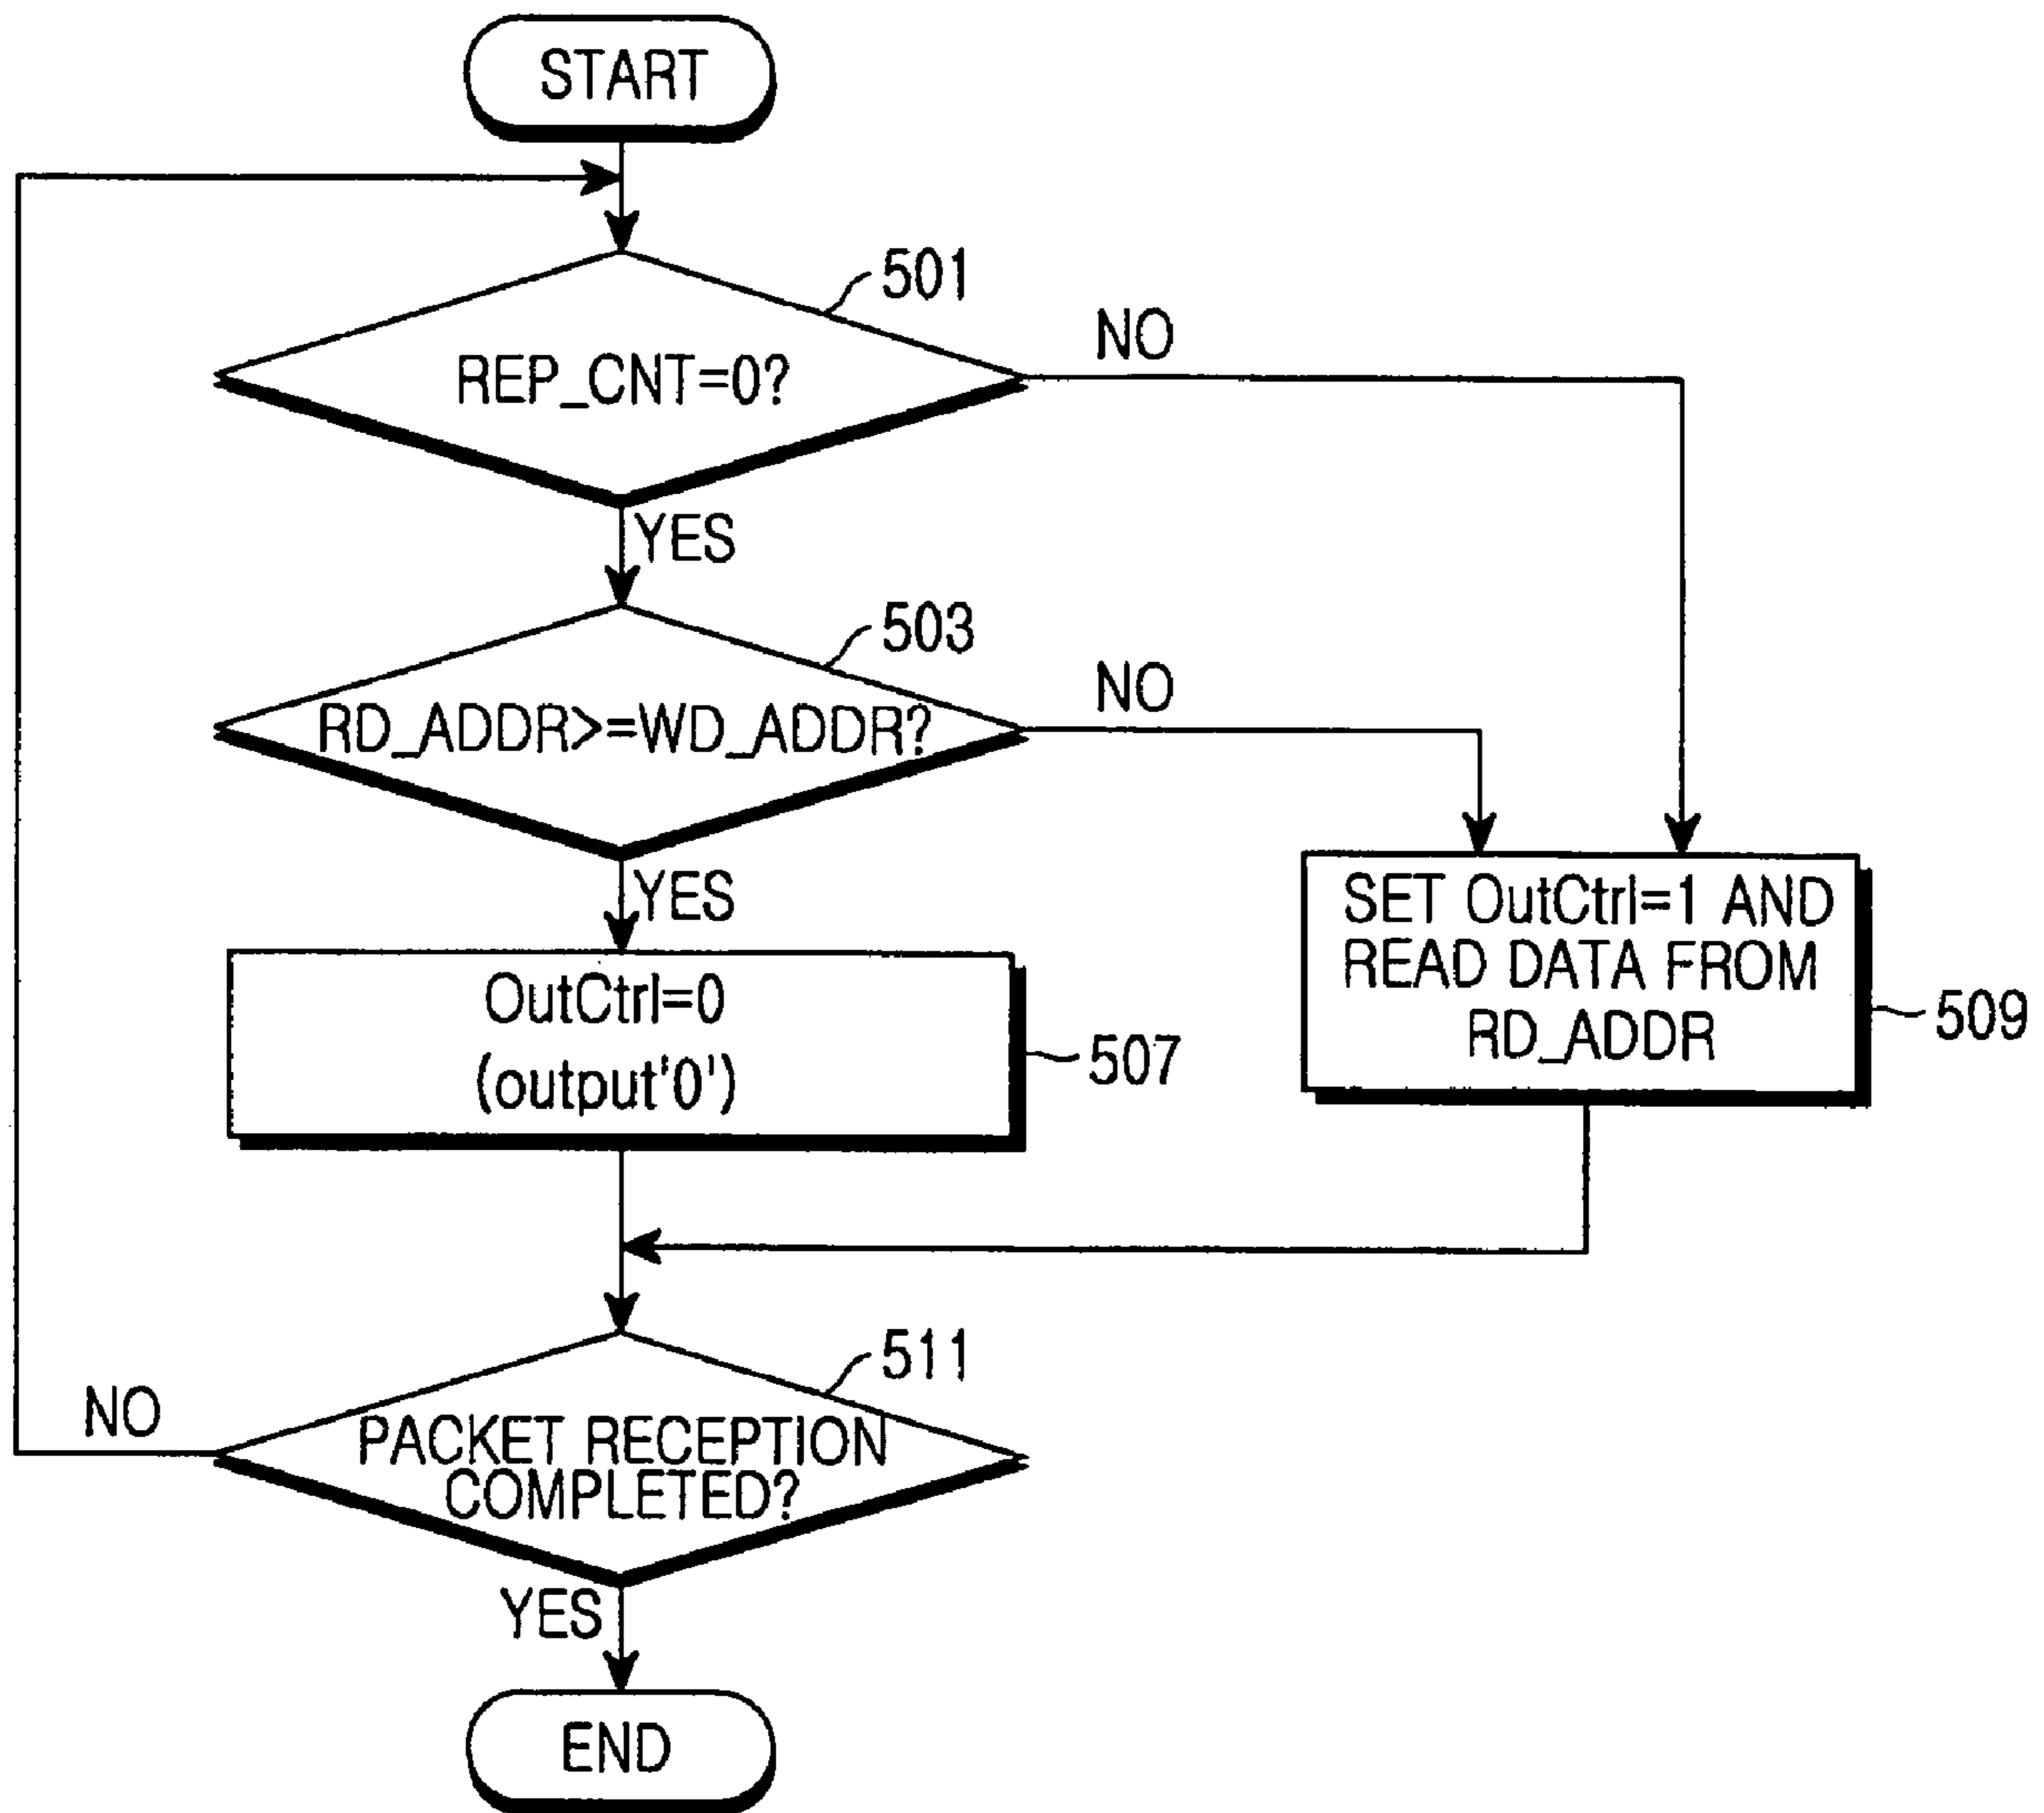 START
501
REP_CNT=0?
NO
YES
503
RD_ADDR>=WD_ADDR?
NO
YES
OutCtrl=0
(output'0')
507
SET OutCtrl=1 AND
READ DATA FROM
RD_ADDR
509
511
PACKET RECEPTION
COMPLETED?
NO
YES
END